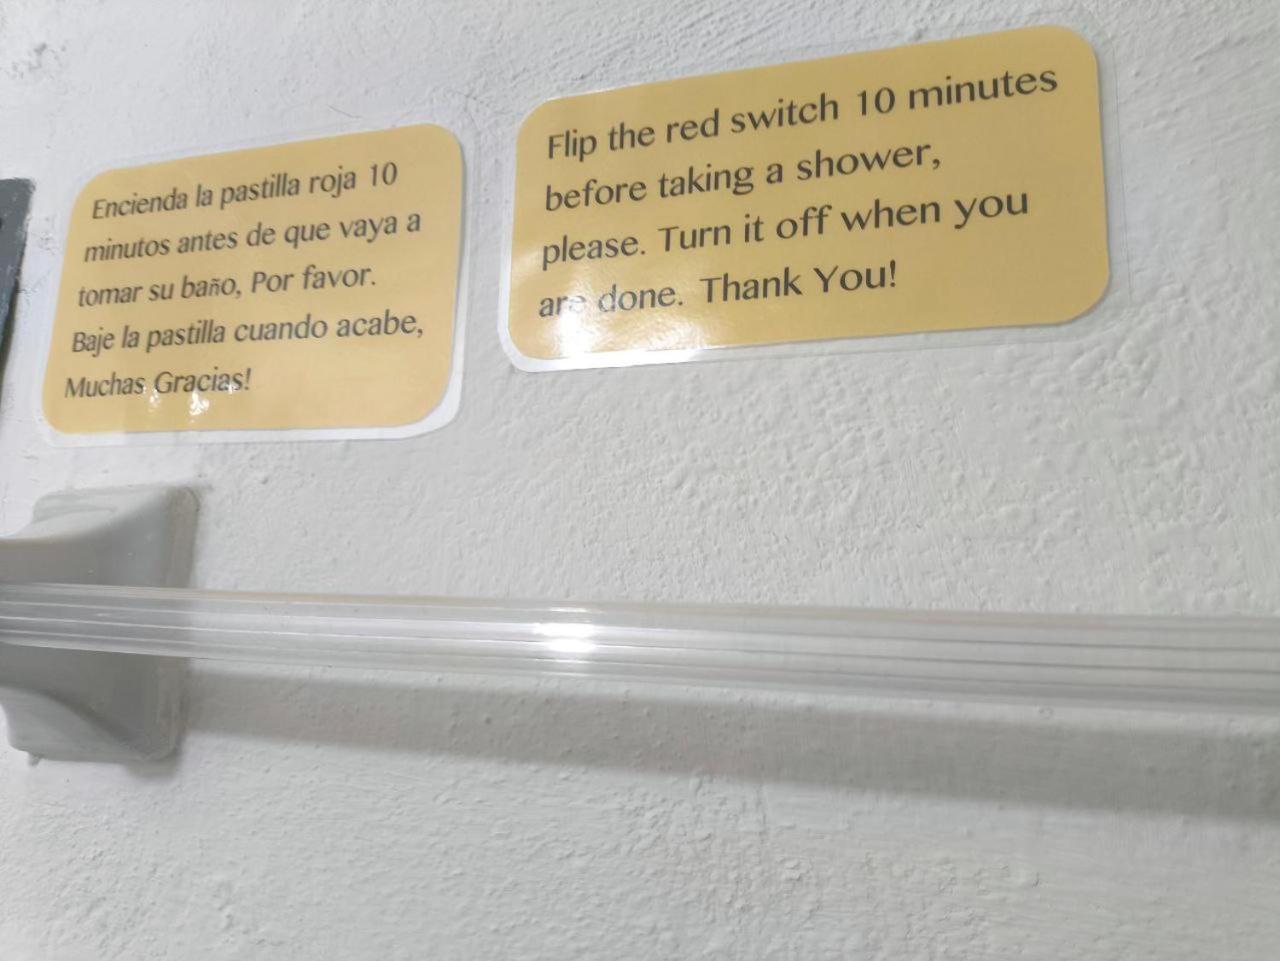 Encienda la pastilla roja 10
minutos antes de que vaya a
tomar su baño, Por favor.
Baje la pastilla cuando acabe,
Muchas Gracias!
Flip the red switch 10 minutes
before taking a shower,
please. Turn it off when you
are done. Thank You!